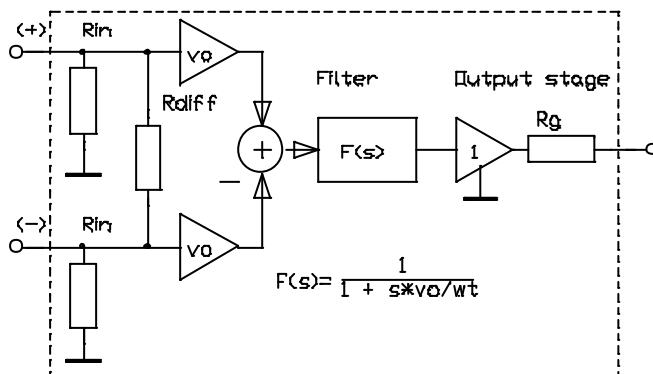 (+)
Rin
vo
Rdiff
Filter
Output stage
Rg
+
F(s)
1
−
(−)
Rin
vo
F(s)= 1
1 + s*vo/wt